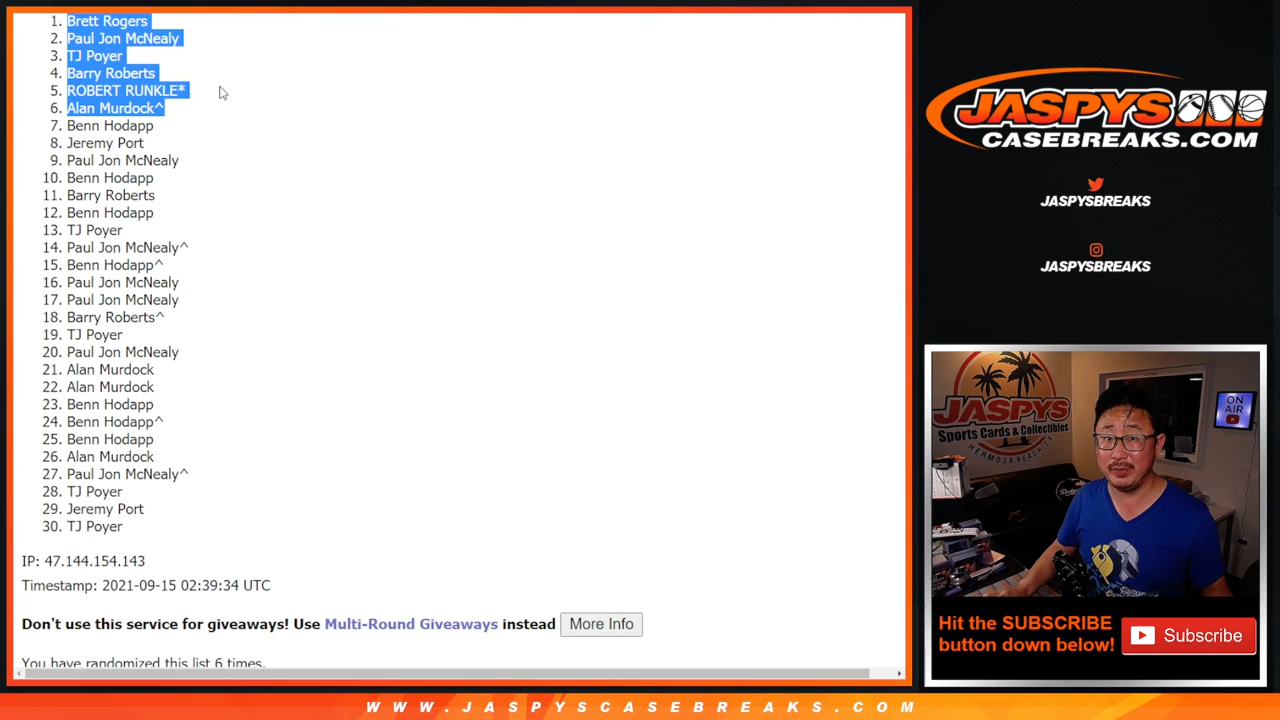 1. Brett Rogers
2. Paul Jon McNealy
3. TJ Poyer
4. Barry Roberts
5. ROBERT RUNKLE*
6. Alan Murdock^
7. Benn Hodapp
8. Jeremy Port
9. Paul Jon McNealy
10. Benn Hodapp
11. Barry Roberts
12. Benn Hodapp
13. TJ Poyer
14. Paul Jon McNealy^
15. Benn Hodapp^
16. Paul Jon McNealy
17. Paul Jon McNealy
18. Barry Roberts^
19. TJ Poyer
20. Paul Jon McNealy
21. Alan Murdock
22. Alan Murdock
23. Benn Hodapp
24. Benn Hodapp^
25. Benn Hodapp
26. Alan Murdock
27. Paul Jon McNealy^
28. TJ Poyer
29. Jeremy Port
30. TJ Poyer
IP: 47.144.154.143
Timestamp: 2021-09-15 02:39:34 UTC
Don't use this service for giveaways! Use Multi-Round Giveaways instead More Info
You have randomized this list 6 times.
JASPYS
CASEBREAKS.COM
JASPYSBREAKS
JASPYSBREAKS
JASPYS
Sports Cards & Collectibles
HERMOSA BEACH, CA
ON
AIR
Dodgers
Hit the SUBSCRIBE
button down below!
Subscribe
WWW.JASPYSCASEBREAKS.COM